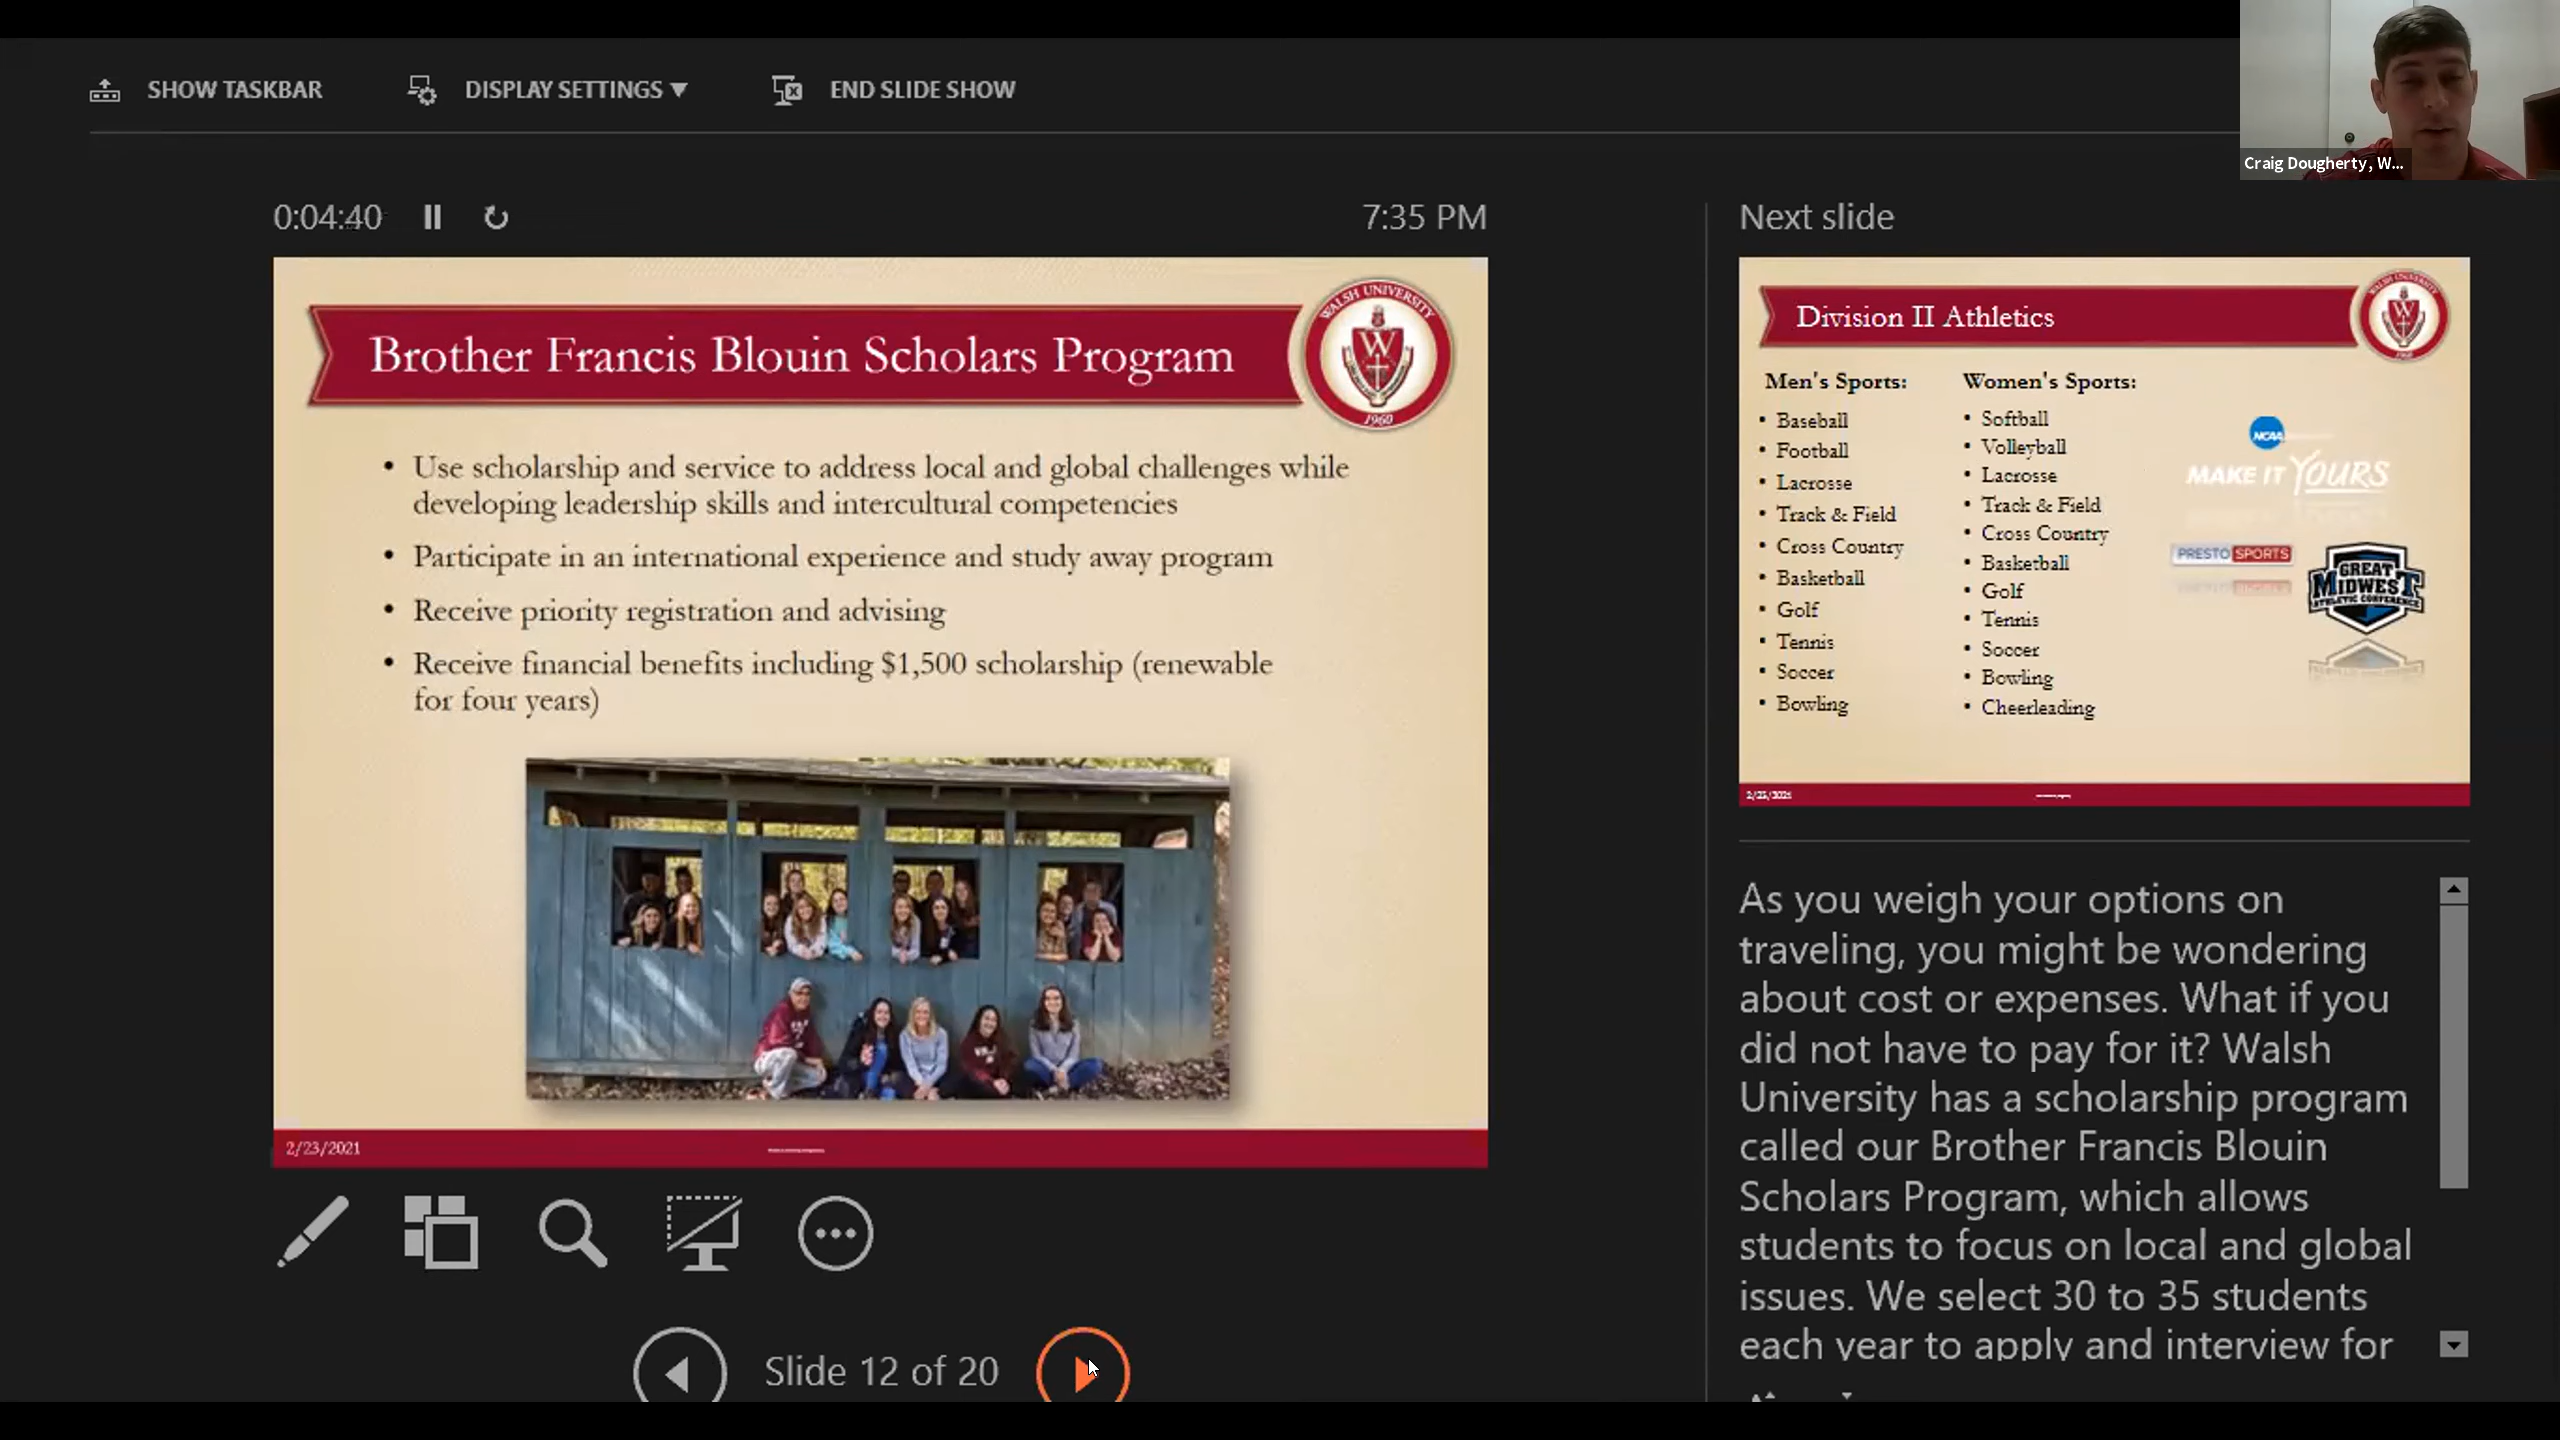 SHOW TASKBAR
DISPLAY SETTINGS
END SLIDE SHOW
Craig Dougherty, W...
0:04:40
7:35 PM
Brother Francis Blouin Scholars Program
WALSH UNIVERSITY
W
1960
• Use scholarship and service to address local and global challenges while
developing leadership skills and intercultural competencies
• Participate in an international experience and study away program
• Receive priority registration and advising
• Receive financial benefits including $1,500 scholarship (renewable
for four years)
2/23/2021
Slide 12 of 20
Next slide
Division II Athletics
W
Men's Sports:
• Baseball
• Football
• Lacrosse
• Track & Field
• Cross Country
• Basketball
• Golf
• Tennis
• Soccer
• Bowling
Women's Sports:
• Softball
• Volleyball
• Lacrosse
• Track & Field
• Cross Country
• Basketball
• Golf
• Tennis
• Soccer
• Bowling
• Cheerleading
NCAA
MAKE IT YOURS
PRESTO SPORTS
GREAT
MIDWEST
ATHLETIC CONFERENCE
2/23/2021
As you weigh your options on
traveling, you might be wondering
about cost or expenses. What if you
did not have to pay for it? Walsh
University has a scholarship program
called our Brother Francis Blouin
Scholars Program, which allows
students to focus on local and global
issues. We select 30 to 35 students
each year to apply and interview for